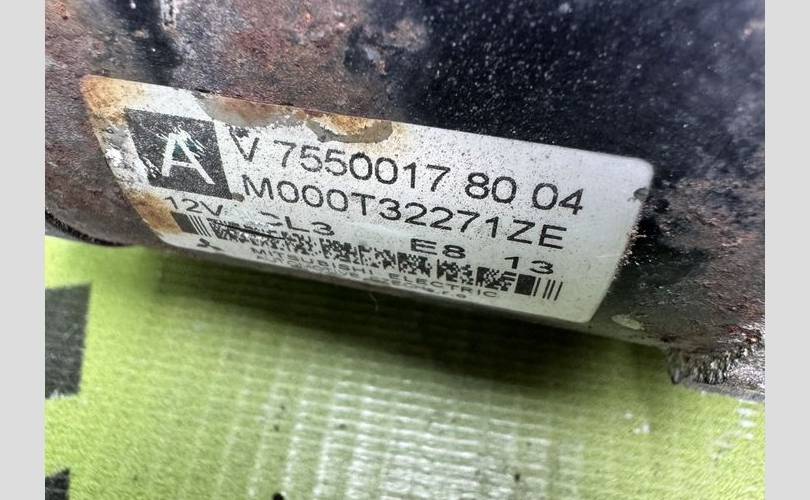 A
V 7550017 80 04
M000T32271ZE
12V CL3 E8 13
MITSUBISHI ELECTRIC